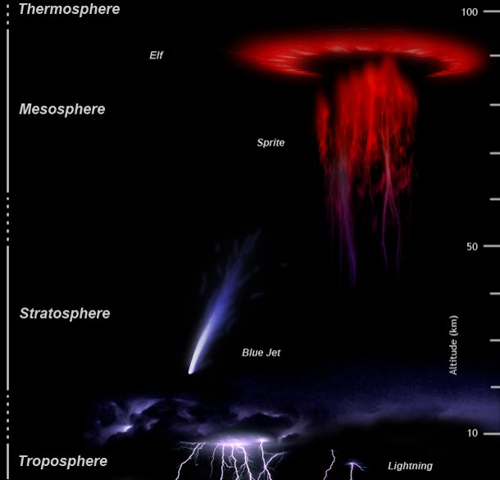 Thermosphere
100
Elf
Mesosphere
Sprite
50
Stratosphere
Altitude (km)
Blue Jet
10
Troposphere
Lightning